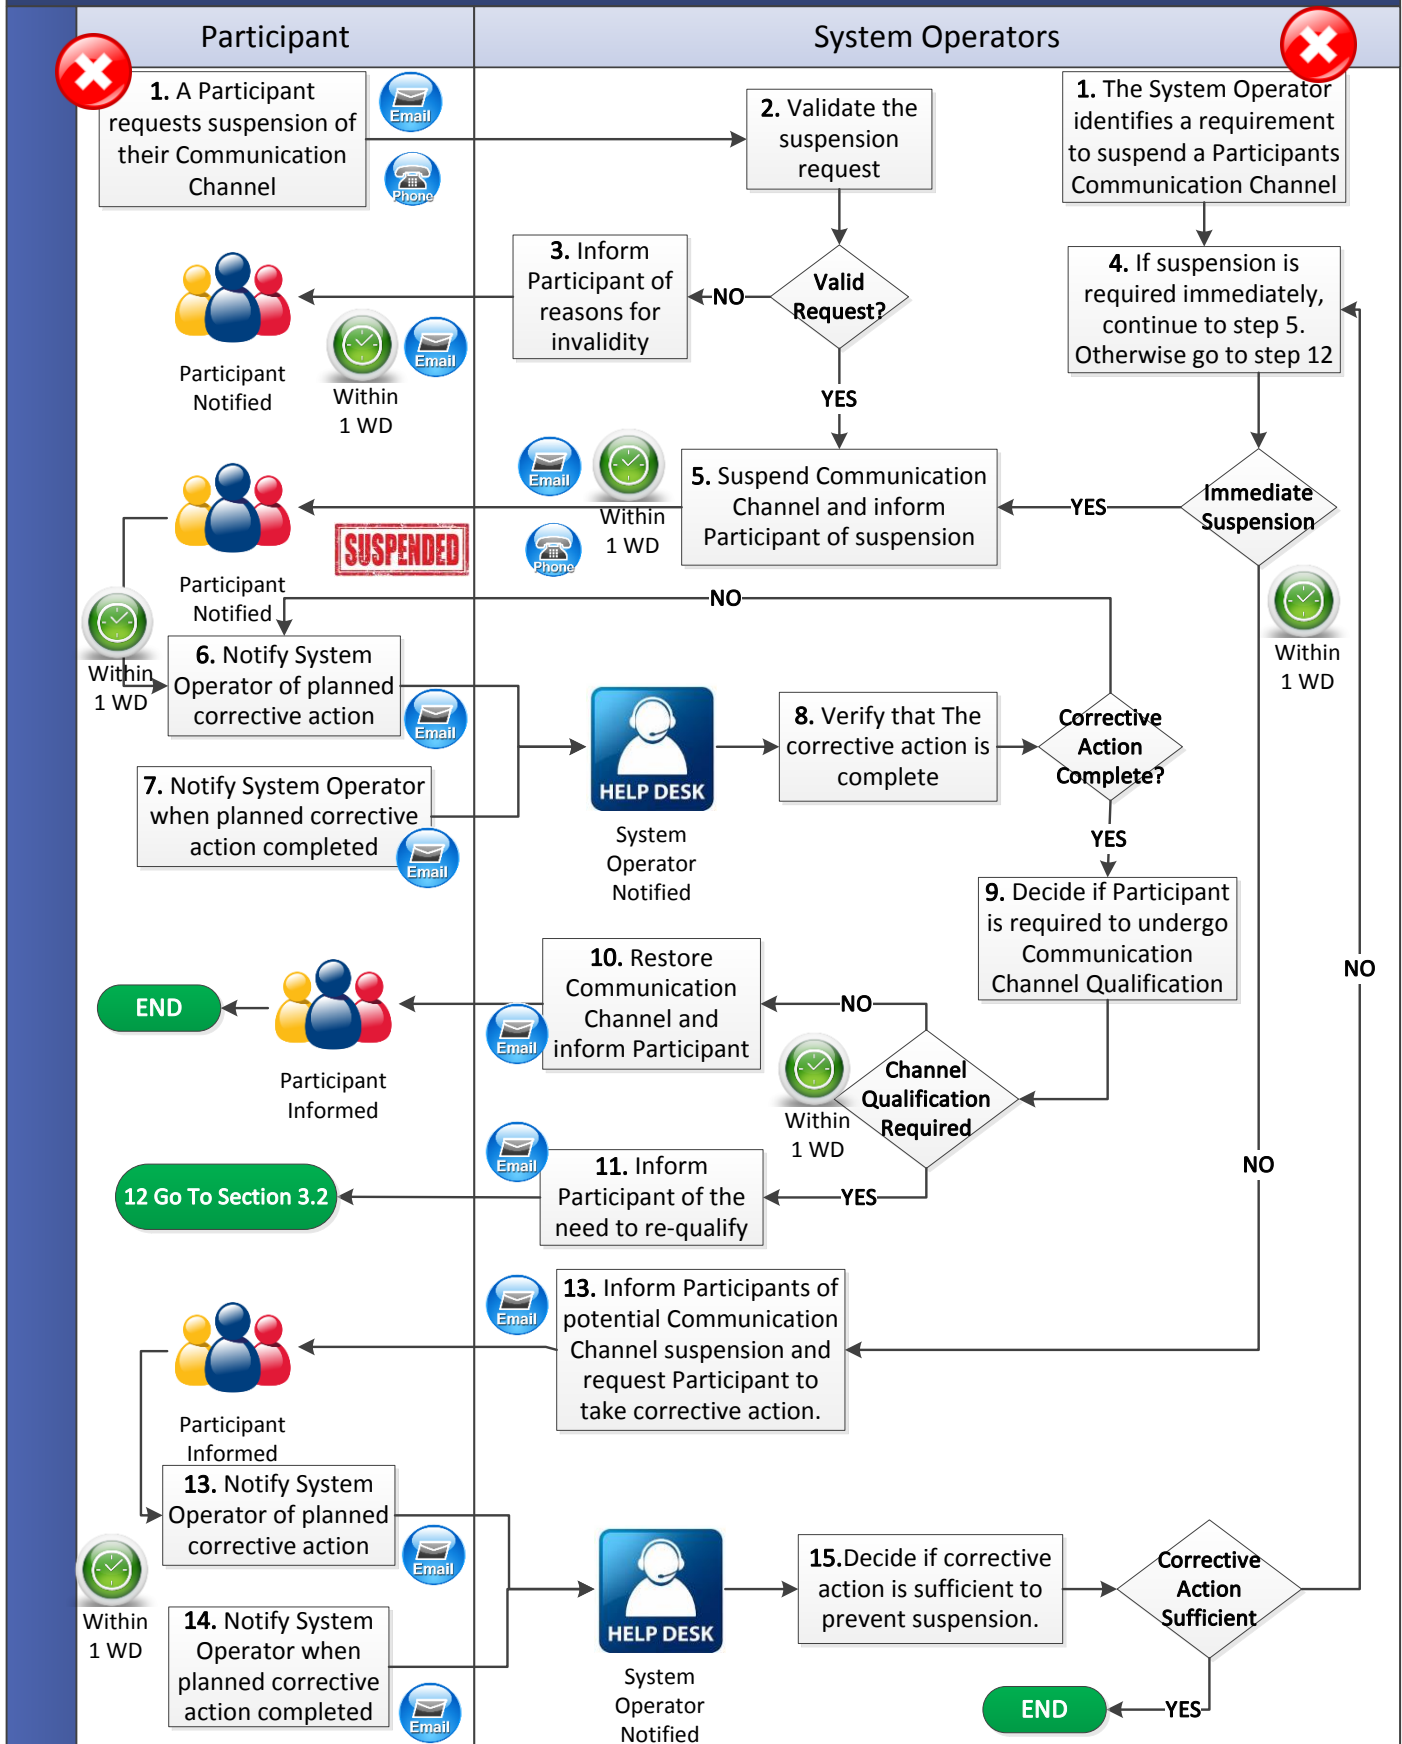 Participant
System Operators
1. A Participant
requests suspension of
their Communication
Channel
Email
Phone
2. Validate the
suspension
request
1. The System Operator
identifies a requirement
to suspend a Participants
Communication Channel
3. Inform
Participant of
reasons for
invalidity
NO
Valid
Request?
4. If suspension is
required immediately,
continue to step 5.
Otherwise go to step 12
Participant
Notified
Email
Within
1 WD
YES
Email
Within
1 WD
Phone
5. Suspend Communication
Channel and inform
Participant of suspension
YES
Immediate
Suspension
SUSPENDED
Participant
Notified
NO
Within
1 WD
Within
1 WD
6. Notify System
Operator of planned
corrective action
Email
HELP DESK
8. Verify that The
corrective action is
complete
Corrective
Action
Complete?
7. Notify System Operator
when planned corrective
action completed
Email
System
Operator
Notified
YES
9. Decide if Participant
is required to undergo
Communication
Channel Qualification
NO
END
10. Restore
Communication
Channel and
inform Participant
Email
NO
Participant
Informed
Channel
Qualification
Required
Within
1 WD
Email
12 Go To Section 3.2
11. Inform
Participant of the
need to re-qualify
YES
NO
Email
13. Inform Participants of
potential Communication
Channel suspension and
request Participant to
take corrective action.
Participant
Informed
13. Notify System
Operator of planned
corrective action
Email
Within
1 WD
14. Notify System
Operator when
planned corrective
action completed
Email
HELP DESK
System
Operator
Notified
15.Decide if corrective
action is sufficient to
prevent suspension.
Corrective
Action
Sufficient
YES
END